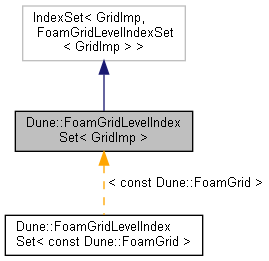 IndexSet< GridImp,
FoamGridLevelIndexSet
< GridImp > >
Dune::FoamGridLevelIndex
Set< GridImp >
< const Dune::FoamGrid >
Dune::FoamGridLevelIndex
Set< const Dune::FoamGrid >